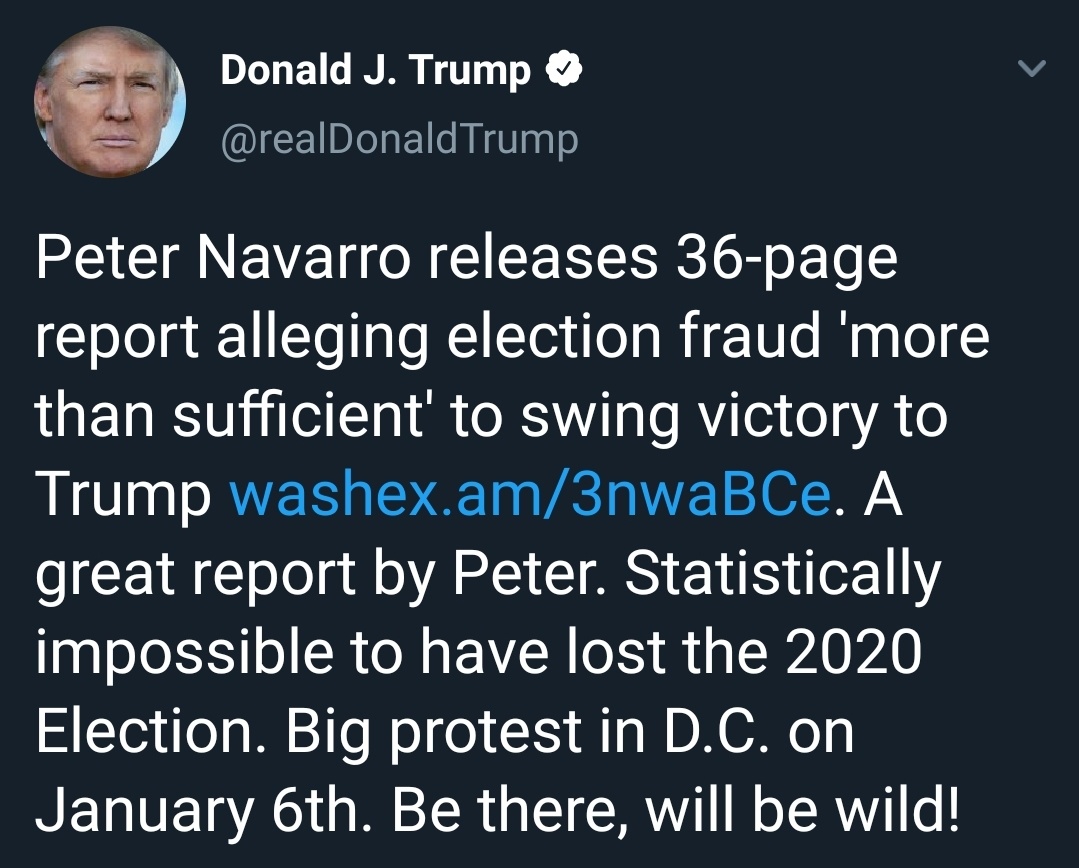 Donald J. Trump
@realDonaldTrump
Peter Navarro releases 36-page
report alleging election fraud 'more
than sufficient' to swing victory to
Trump washex.am/3nwaBCe. A
great report by Peter. Statistically
impossible to have lost the 2020
Election. Big protest in D.C. on
January 6th. Be there, will be wild!